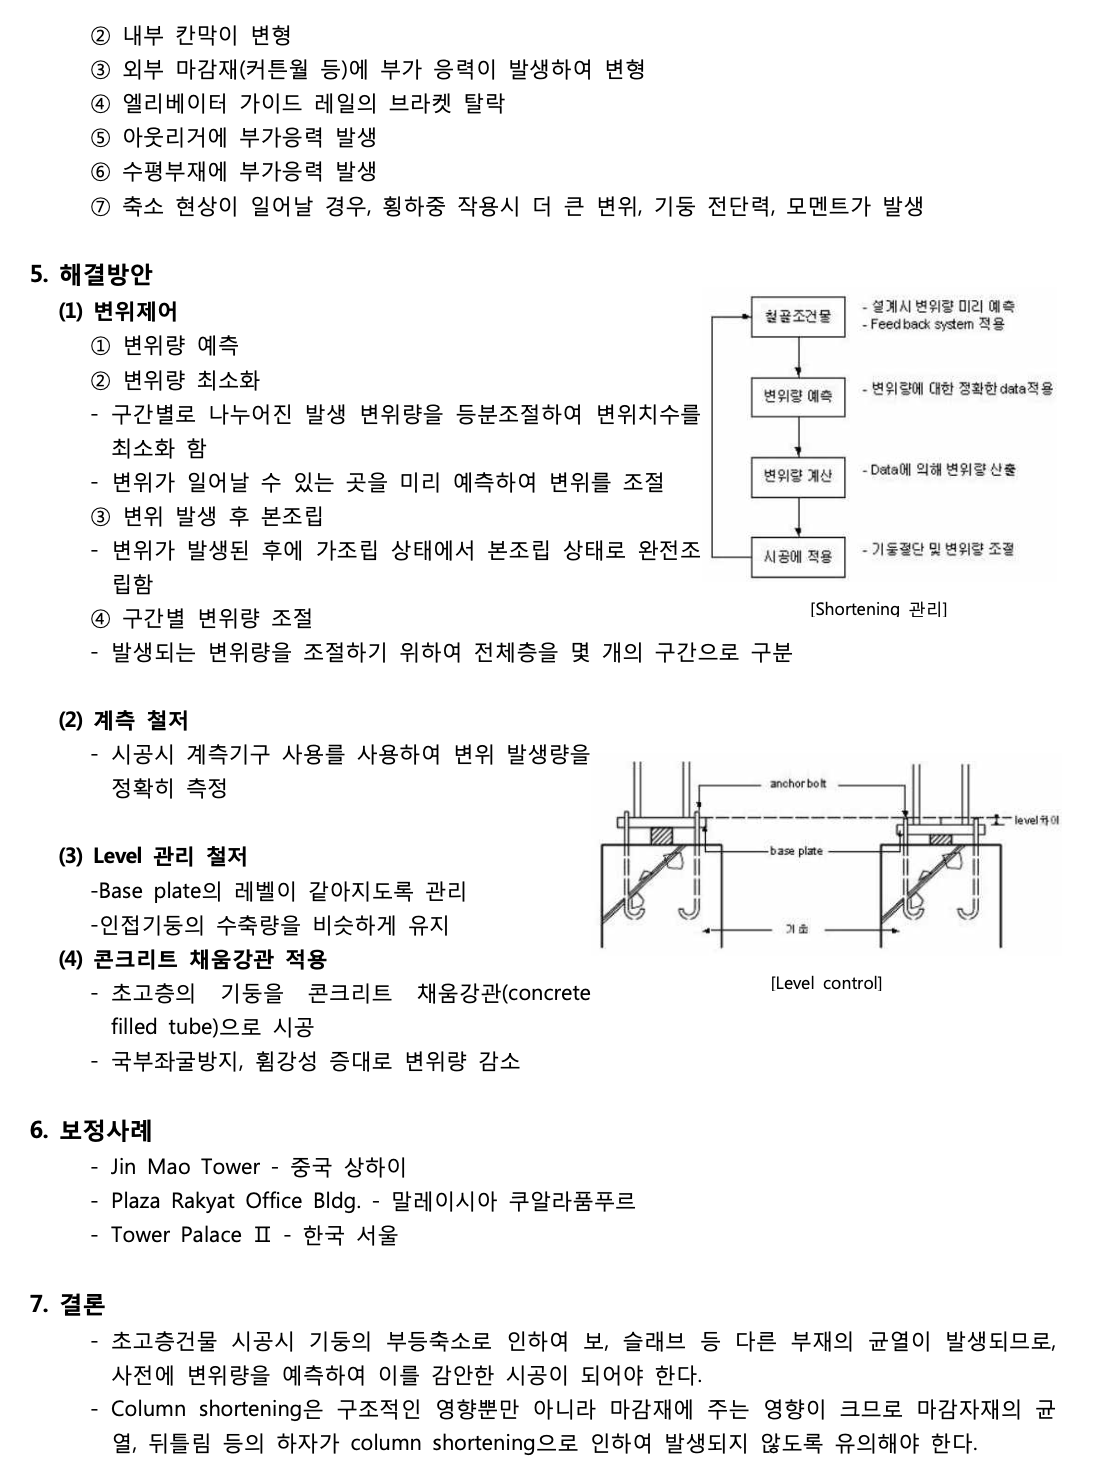 ② 내부 칸막이 변형
③ 외부 마감재(커튼월 등)에 부가 응력이 발생하여 변형
④ 엘리베이터 가이드 레일의 브라켓 탈락
⑤ 아웃리거에 부가응력 발생
⑥ 수평부재에 부가응력 발생
⑦ 축소 현상이 일어날 경우, 횡하중 작용시 더 큰 변위, 기둥 전단력, 모멘트가 발생
5. 해결방안
(1) 변위제어
① 변위량 예측
② 변위량 최소화
- 구간별로 나누어진 발생 변위량을 등분조절하여 변위치수를
최소화 함
- 변위가 일어날 수 있는 곳을 미리 예측하여 변위를 조절
③ 변위 발생 후 본조립
- 변위가 발생된 후에 가조립 상태에서 본조립 상태로 완전조
립함
④ 구간별 변위량 조절
- 발생되는 변위량을 조절하기 위하여 전체층을 몇 개의 구간으로 구분
철골조건물
- 설계시 변위량 미리 예측
- Feed back system 적용
변위량 예측
- 변위량에 대한 정확한 data적용
변위량 계산
- Data에 의해 변위량 산출
시공에 적용
- 기둥절단 및 변위량 조절
[Shortening 관리]
(2) 계측 철저
- 시공시 계측기구 사용를 사용하여 변위 발생량을
정확히 측정
(3) Level 관리 철저
-Base plate의 레벨이 같아지도록 관리
-인접기둥의 수축량을 비슷하게 유지
(4) 콘크리트 채움강관 적용
- 초고층의 기둥을 콘크리트 채움강관(concrete
filled tube)으로 시공
- 국부좌굴방지, 휨강성 증대로 변위량 감소
anchor bolt
level차이
base plate
기초
[Level control]
6. 보정사례
- Jin Mao Tower - 중국 상하이
- Plaza Rakyat Office Bldg. - 말레이시아 쿠알라품푸르
- Tower Palace Ⅱ - 한국 서울
7. 결론
- 초고층건물 시공시 기둥의 부등축소로 인하여 보, 슬래브 등 다른 부재의 균열이 발생되므로,
사전에 변위량을 예측하여 이를 감안한 시공이 되어야 한다.
- Column shortening은 구조적인 영향뿐만 아니라 마감재에 주는 영향이 크므로 마감자재의 균
열, 뒤틀림 등의 하자가 column shortening으로 인하여 발생되지 않도록 유의해야 한다.